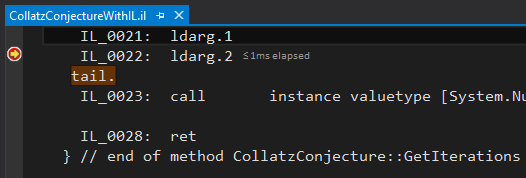 CollatzConjectureWithIL.il
IL_0021: ldarg.1
IL_0022: ldarg.2 ≤1ms elapsed
tail.
IL_0023: call instance valuetype [System.Nu
IL_0028: ret
} // end of method CollatzConjecture::GetIterations